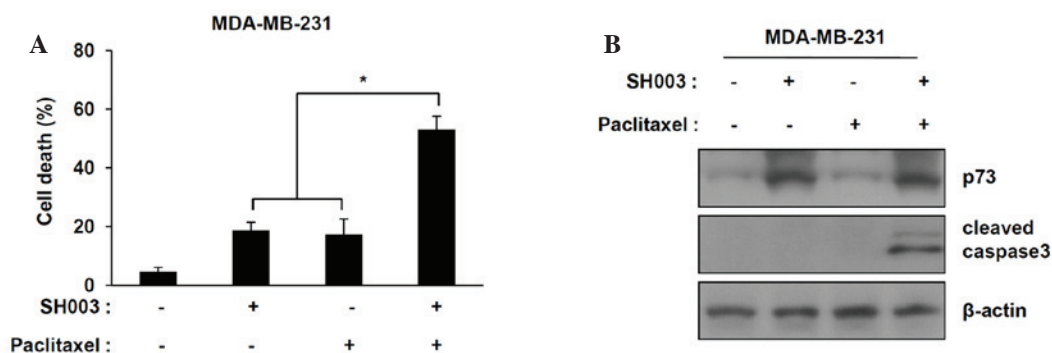 A
MDA-MB-231
Cell death (%)
80
60
40
20
0
SH003 : - + - +
Paclitaxel : - - + +
*
B
MDA-MB-231
SH003 : - + - +
Paclitaxel : - - + +
p73
cleaved
caspase3
β-actin